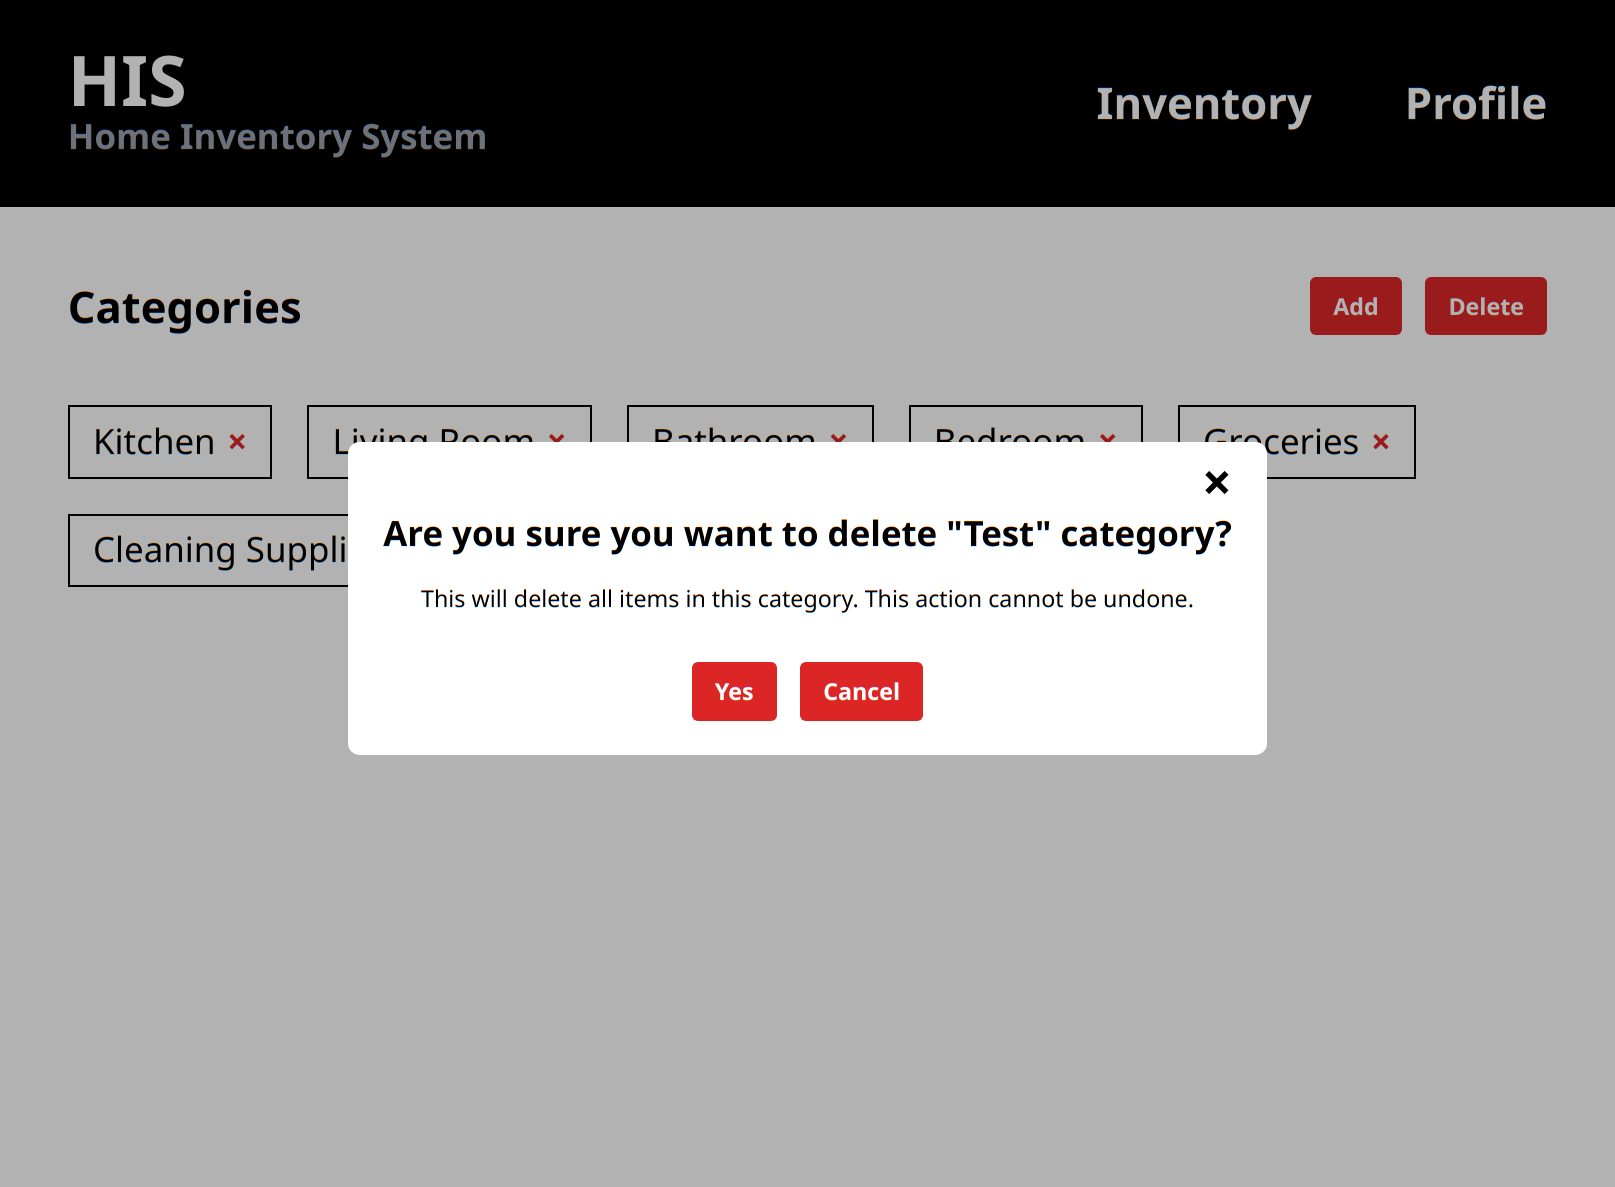 HIS
Home Inventory System
Inventory
Profile
Categories
Add
Delete
Kitchen ×
Living Room ×
Bathroom ×
Bedroom ×
Groceries ×
Cleaning
×
Are you sure you want to delete "Test" category?
This will delete all items in this category. This action cannot be undone.
Yes
Cancel